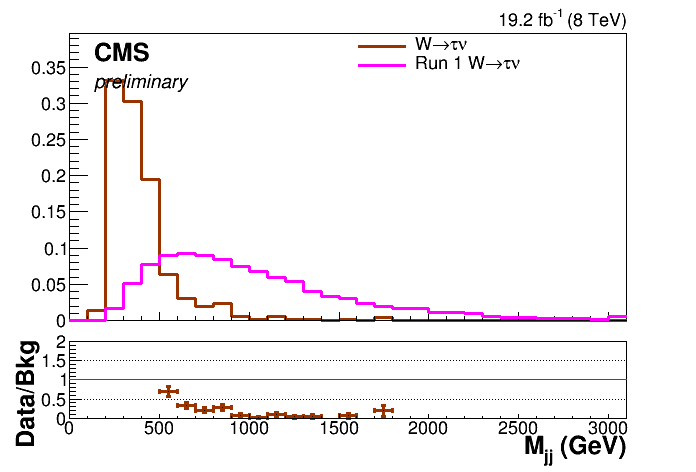 19.2 fb⁻¹ (8 TeV)
CMS
preliminary
W→τν
Run 1 W→τν
0.35
0.3
0.25
0.2
0.15
0.1
0.05
0
Data/Bkg
2
1.5
1
0.5
0
0 500 1000 1500 2000 2500 3000
Mjj (GeV)